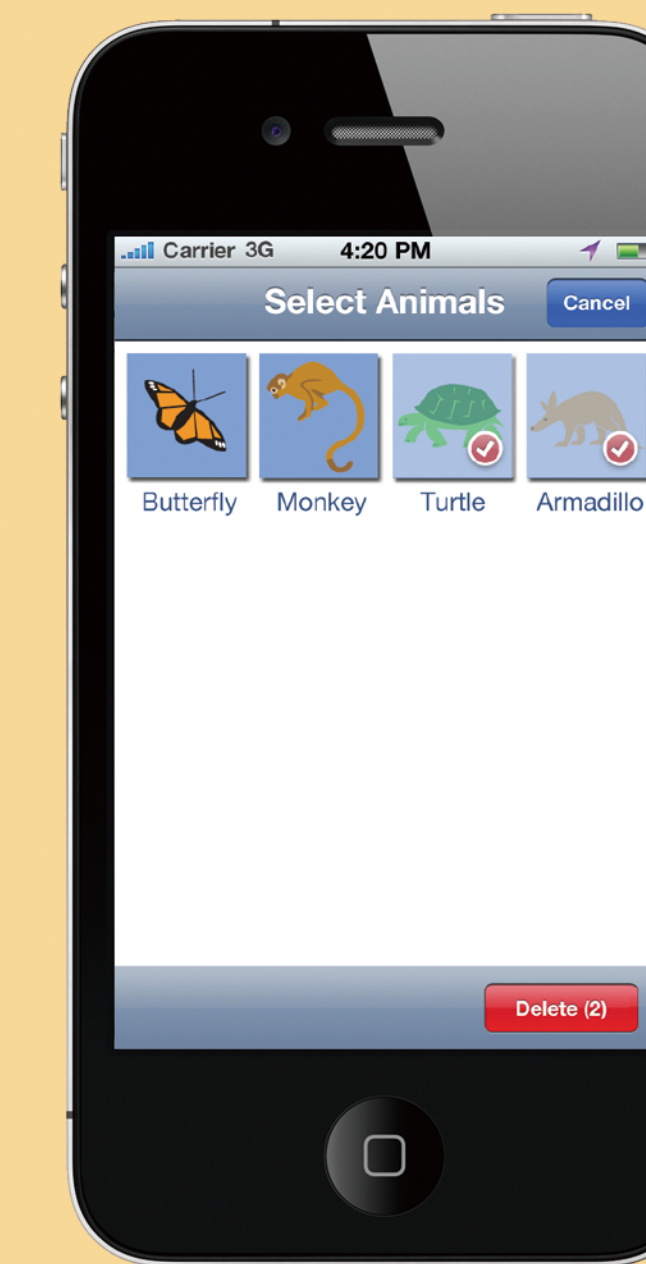 Carrier 3G 4:20 PM
Select Animals Cancel
Butterfly Monkey Turtle Armadillo
Delete (2)